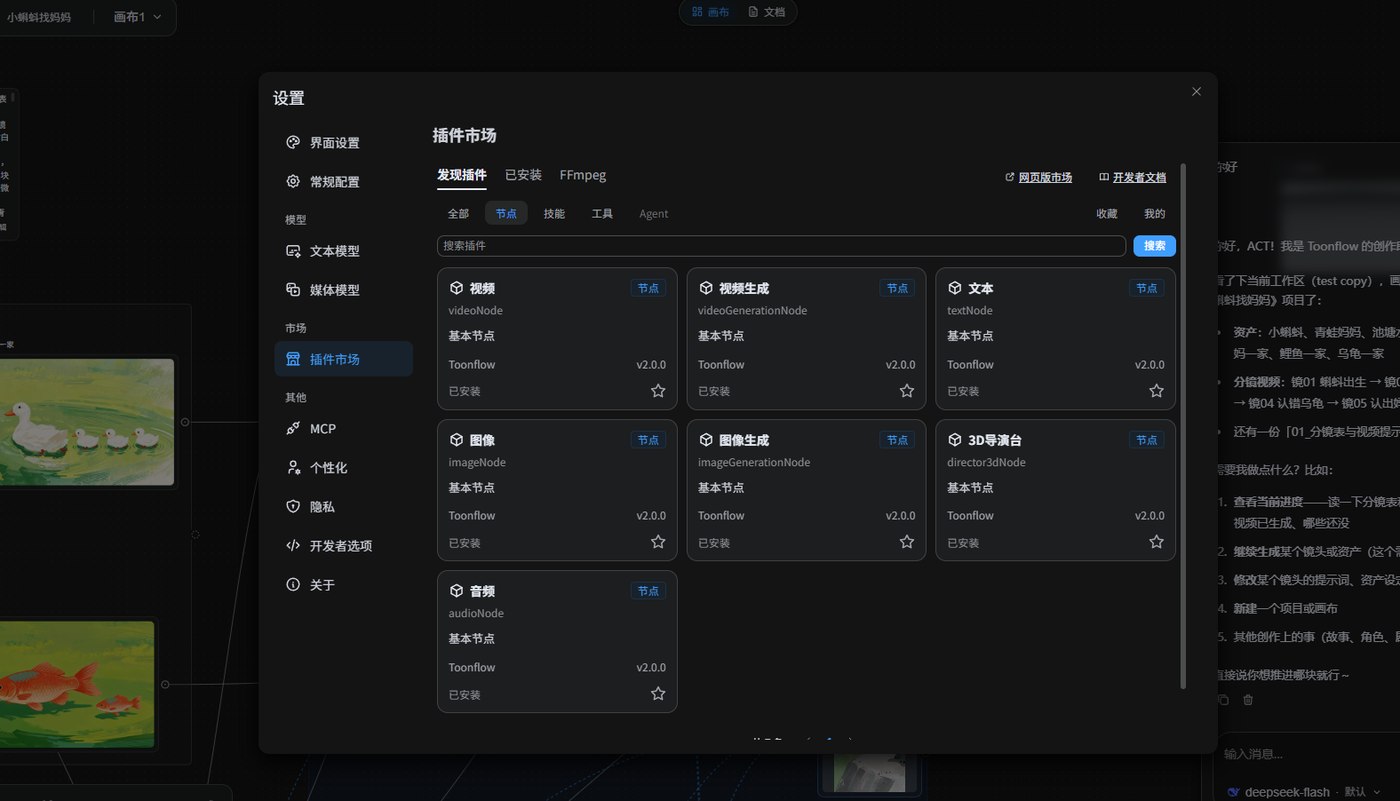 小蝌蚪找妈妈
画布1
画布
文档
表
白
,
块
微
一家
设置
界面设置
常规配置
模型
文本模型
媒体模型
市场
插件市场
其他
MCP
个性化
隐私
开发者选项
关于
插件市场
发现插件
已安装
FFmpeg
网页版市场
开发者文档
全部
节点
技能
工具
Agent
收藏
我的
搜索插件
搜索
视频
节点
videoNode
基本节点
Toonflow
v2.0.0
已安装
视频生成
节点
videoGenerationNode
基本节点
Toonflow
v2.0.0
已安装
文本
节点
textNode
基本节点
Toonflow
v2.0.0
已安装
图像
节点
imageNode
基本节点
Toonflow
v2.0.0
已安装
图像生成
节点
imageGenerationNode
基本节点
Toonflow
v2.0.0
已安装
3D导演台
节点
director3dNode
基本节点
Toonflow
v2.0.0
已安装
音频
节点
audioNode
基本节点
Toonflow
v2.0.0
已安装
你好
你好，ACT！我是 Toonflow 的创作
看了下当前工作区（test copy），画
蝌蚪找妈妈》项目了：
资产：小蝌蚪、青蛙妈妈、池塘
妈一家、鲤鱼一家、乌龟一家
分镜视频：镜01 蝌蚪出生 → 镜
→ 镜04 认错乌龟 → 镜05 认出
还有一份「01_分镜表与视频提示
需要我做点什么？比如：
1. 查看当前进度——读一下分镜表
视频已生成、哪些还没
2. 继续生成某个镜头或资产（这个
3. 修改某个镜头的提示词、资产设
4. 新建一个项目或画布
5. 其他创作上的事（故事、角色、
直接说你想推进哪块就行～
输入消息...
deepseek-flash · 默认